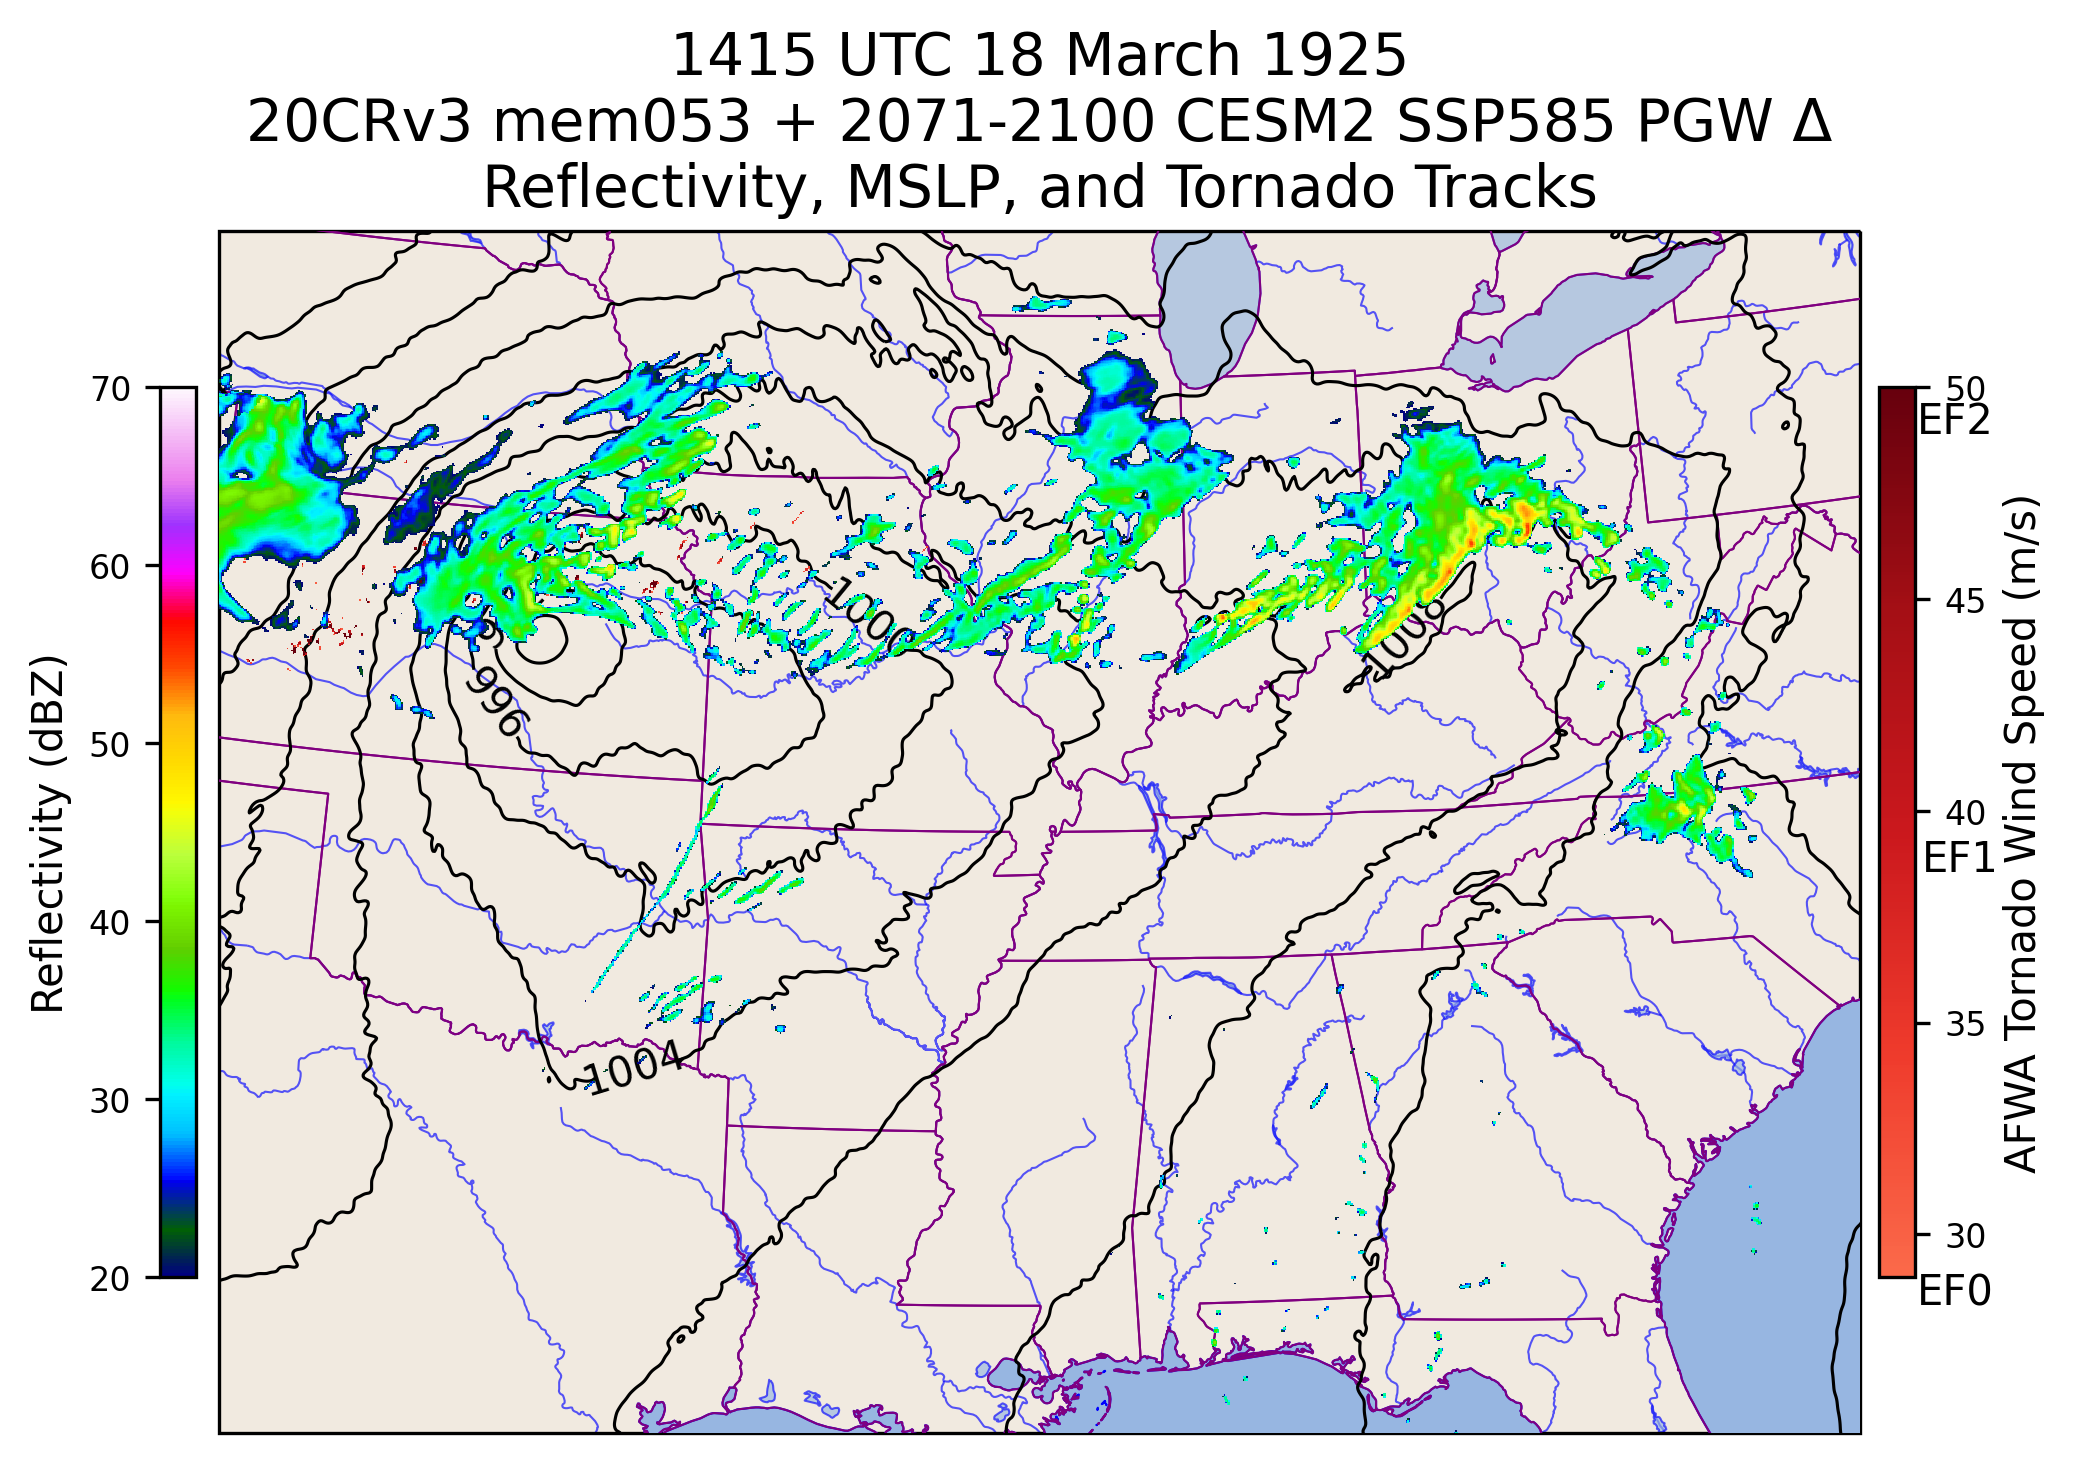 1415 UTC 18 March 1925
20CRv3 mem053 + 2071-2100 CESM2 SSP585 PGW Δ
Reflectivity, MSLP, and Tornado Tracks
70
60
50
40
30
20
Reflectivity (dBZ)
1000
1008
996
1004
50
EF2
45
40
EF1
35
30
EF0
AFWA Tornado Wind Speed (m/s)